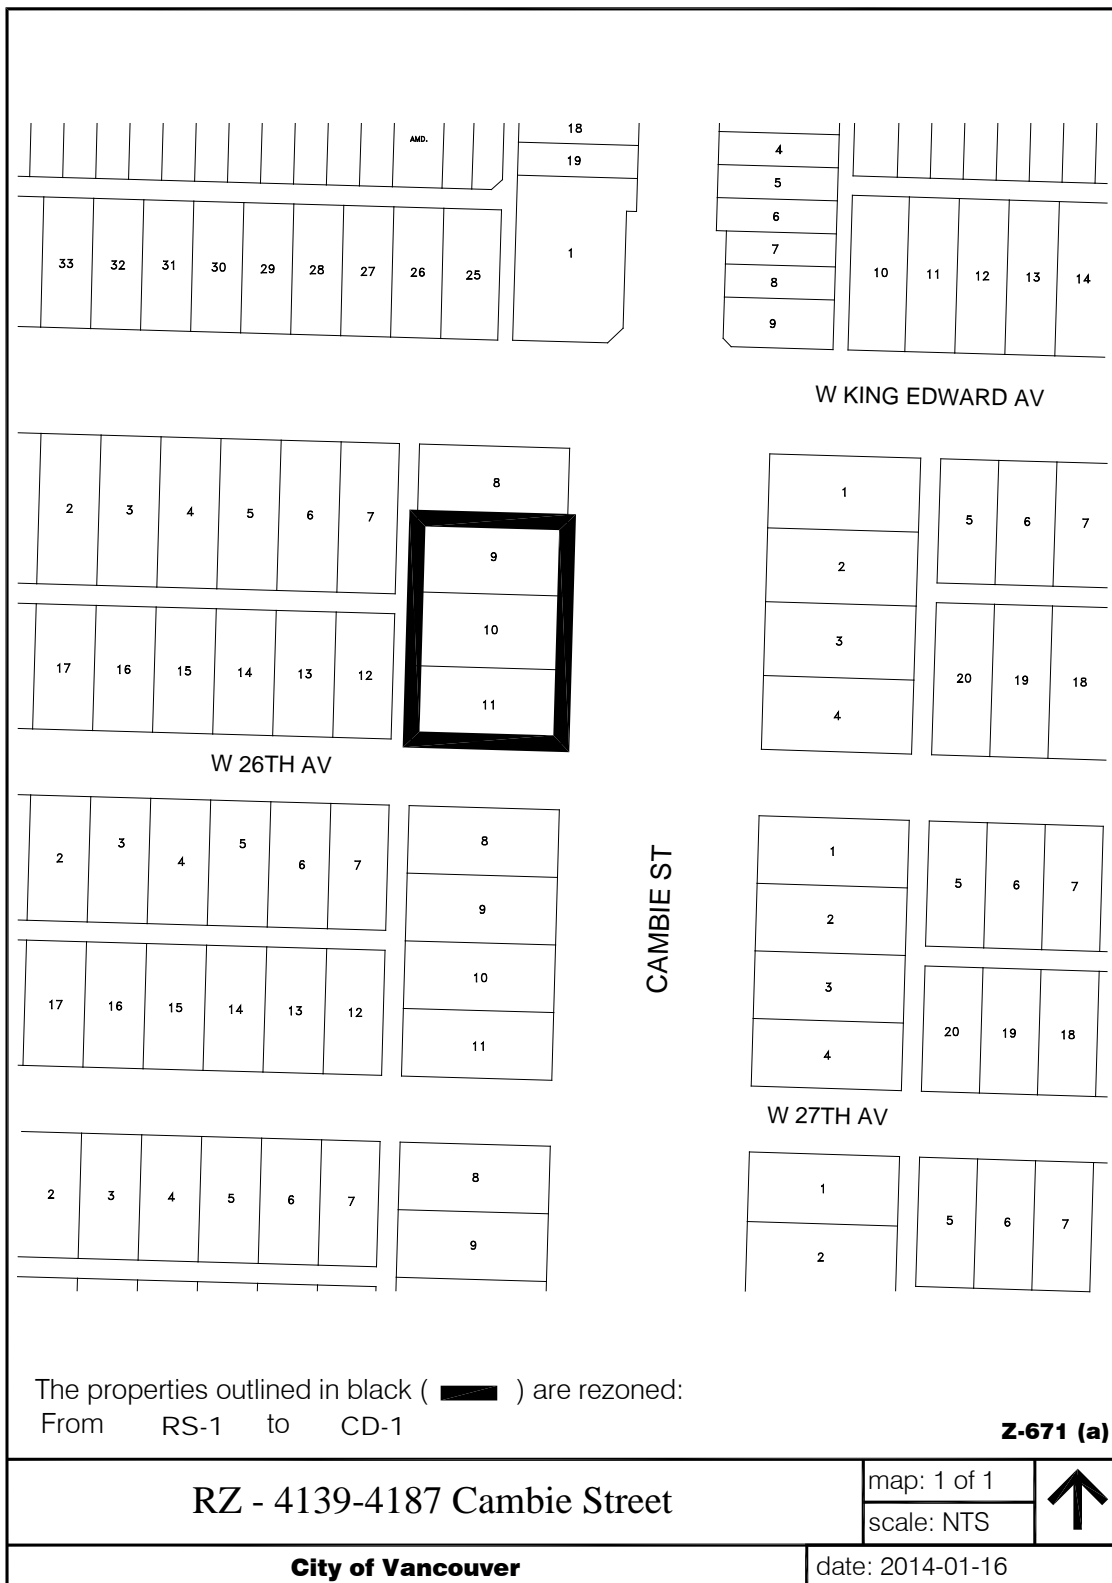 18
AMD.
19
4
5
6
7
8
9
33 32 31 30 29 28 27 26 25
1
10 11 12 13 14
W KING EDWARD AV
2 3 4 5 6 7
8
9
10
11
1
2
3
4
5 6 7
17 16 15 14 13 12
20 19 18
W 26TH AV
2 3 4 5 6 7
8
9
10
11
CAMBIE ST
1
2
3
4
5 6 7
17 16 15 14 13 12
20 19 18
W 27TH AV
2 3 4 5 6 7
8
9
1
2
5 6 7
The properties outlined in black ( ) are rezoned:
From RS-1 to CD-1
Z-671 (a)
RZ - 4139-4187 Cambie Street
map: 1 of 1
scale: NTS
City of Vancouver
date: 2014-01-16